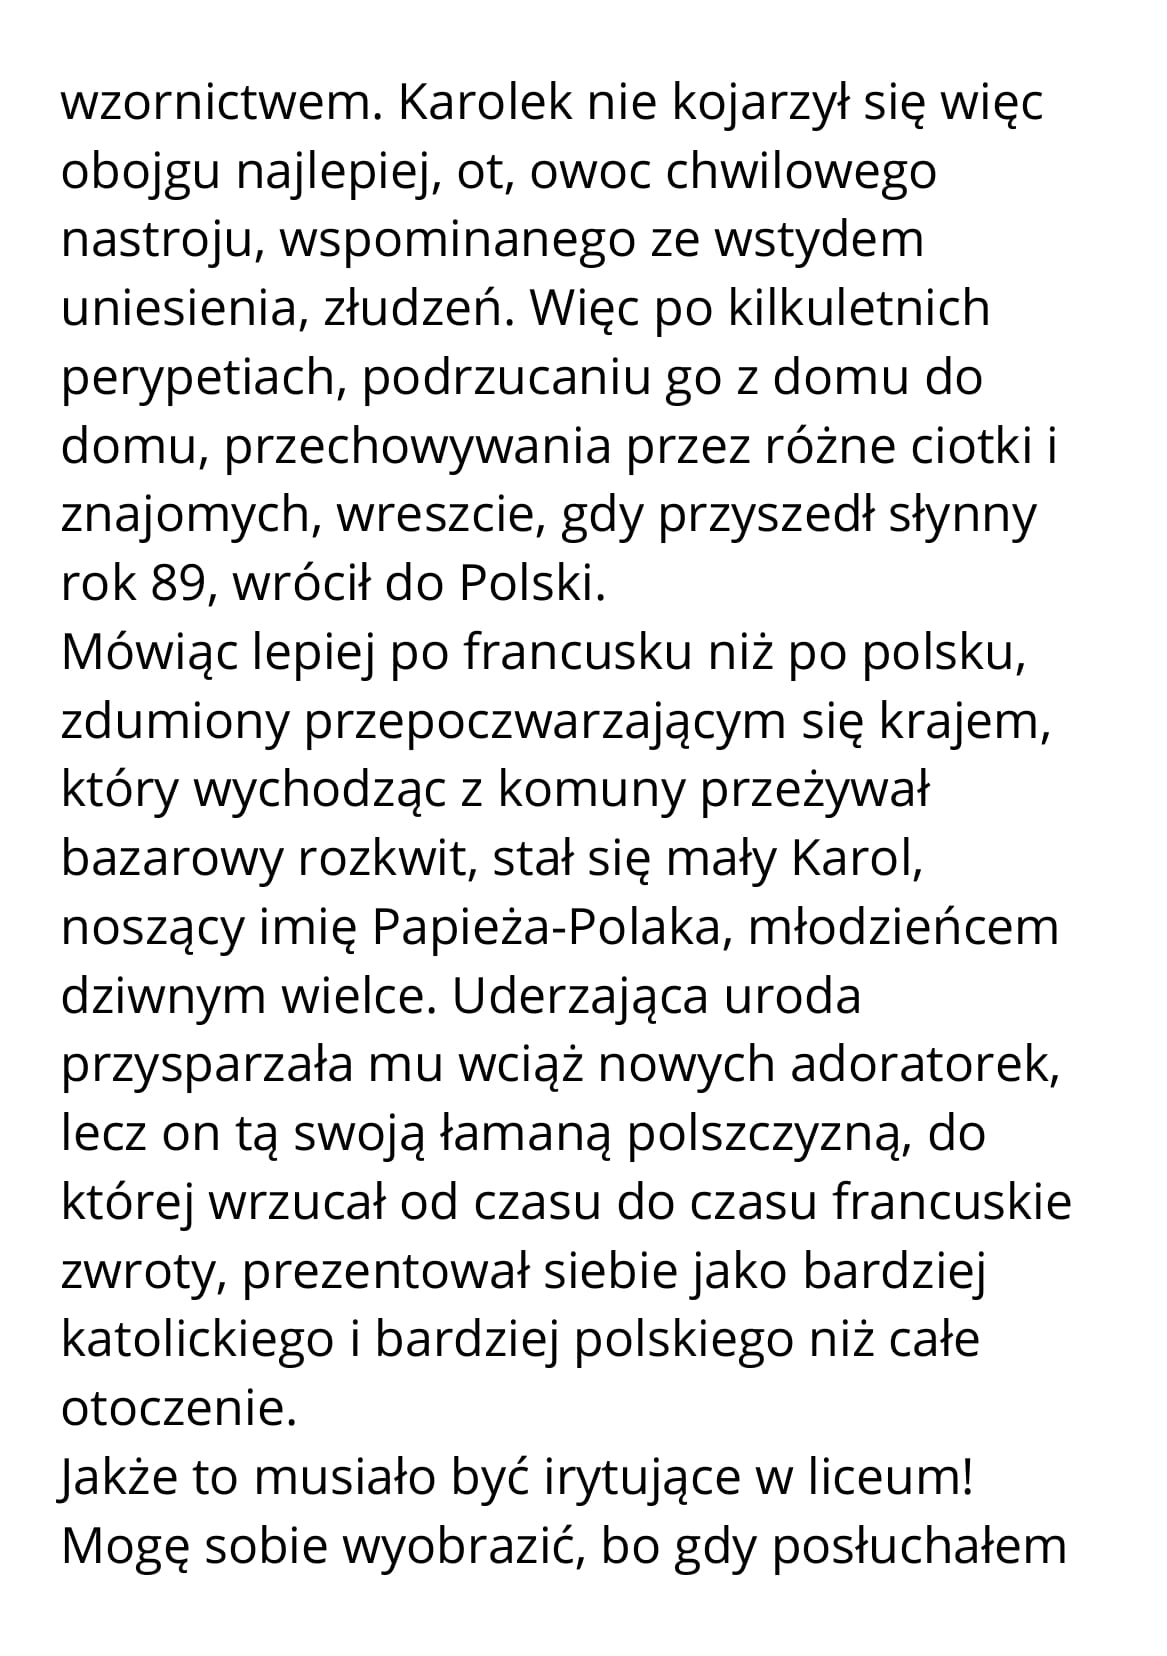 wzornictwem. Karolek nie kojarzył się więc
obojgu najlepiej, ot, owoc chwilowego
nastroju, wspominanego ze wstydem
uniesienia, złudzeń. Więc po kilkuletnich
perypetiach, podrzucaniu go z domu do
domu, przechowywania przez różne ciotki i
znajomych, wreszcie, gdy przyszedł słynny
rok 89, wrócił do Polski.
Mówiąc lepiej po francusku niż po polsku,
zdumiony przepoczwarzającym się krajem,
który wychodząc z komuny przeżywał
bazarowy rozkwit, stał się mały Karol,
noszący imię Papieża-Polaka, młodzieńcem
dziwnym wielce. Uderzająca uroda
przysparzała mu wciąż nowych adoratorek,
lecz on tą swoją łamaną polszczyzną, do
której wrzucał od czasu do czasu francuskie
zwroty, prezentował siebie jako bardziej
katolickiego i bardziej polskiego niż całe
otoczenie.
Jakże to musiało być irytujące w liceum!
Mogę sobie wyobrazić, bo gdy posłuchałem